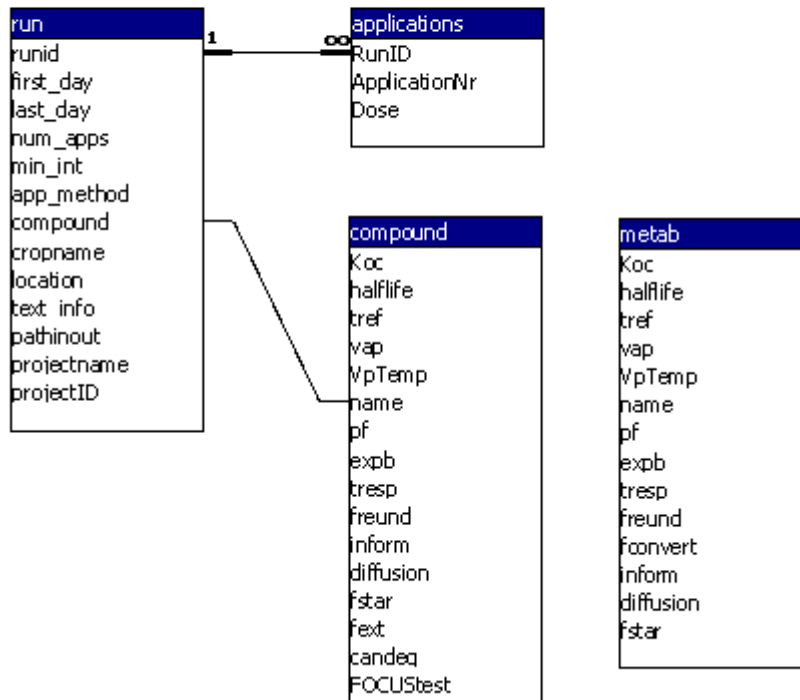 run
runid
first_day
last_day
num_apps
min_int
app_method
compound
cropname
location
text_info
pathinout
projectname
projectID
1
∞
applications
RunID
ApplicationNr
Dose
compound
Koc
halflife
tref
vap
VpTemp
name
pf
expb
tresp
freund
inform
diffusion
fstar
fext
candeg
FOCUStest
metab
Koc
halflife
tref
vap
VpTemp
name
pf
expb
tresp
freund
fconvert
inform
diffusion
fstar